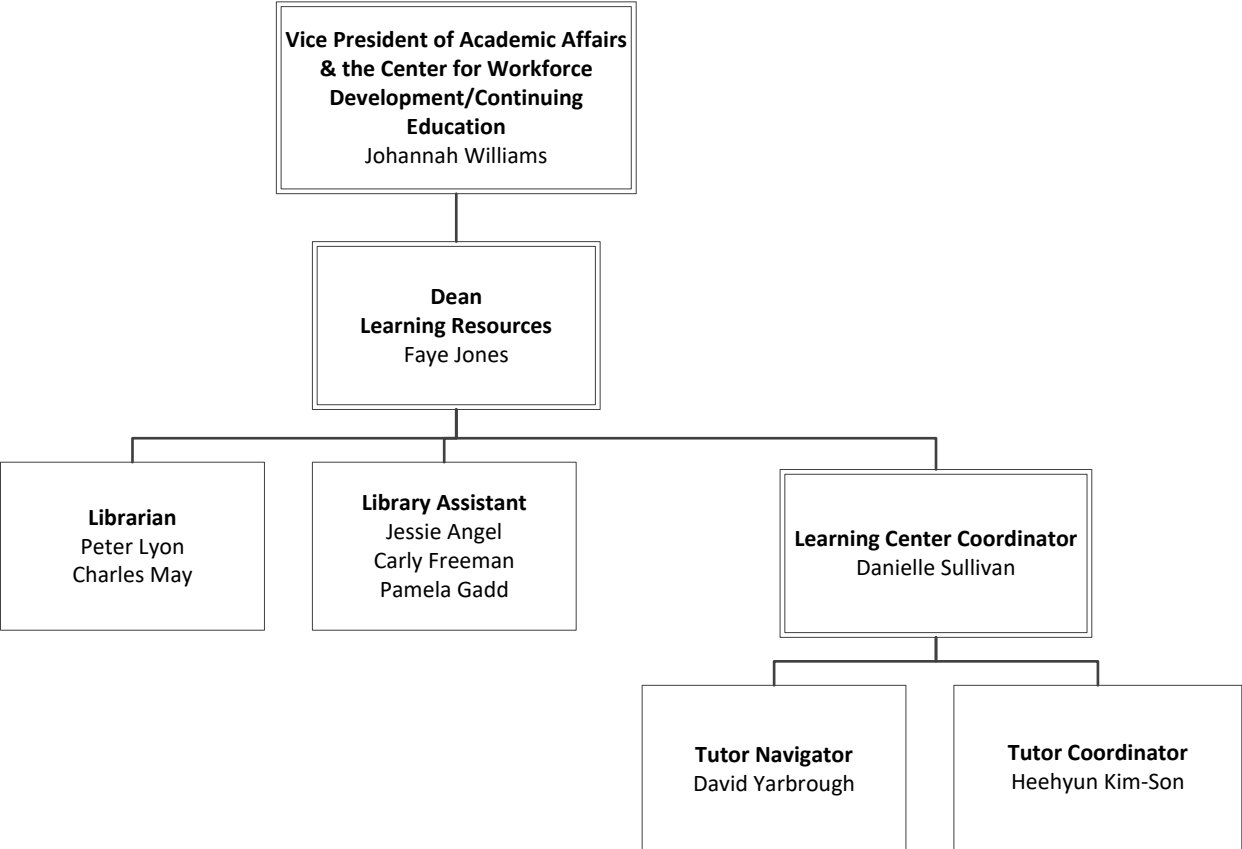 Vice President of Academic Affairs
& the Center for Workforce
Development/Continuing
Education
Johannah Williams
Dean
Learning Resources
Faye Jones
Librarian
Peter Lyon
Charles May
Library Assistant
Jessie Angel
Carly Freeman
Pamela Gadd
Learning Center Coordinator
Danielle Sullivan
Tutor Navigator
David Yarbrough
Tutor Coordinator
Heehyun Kim-Son